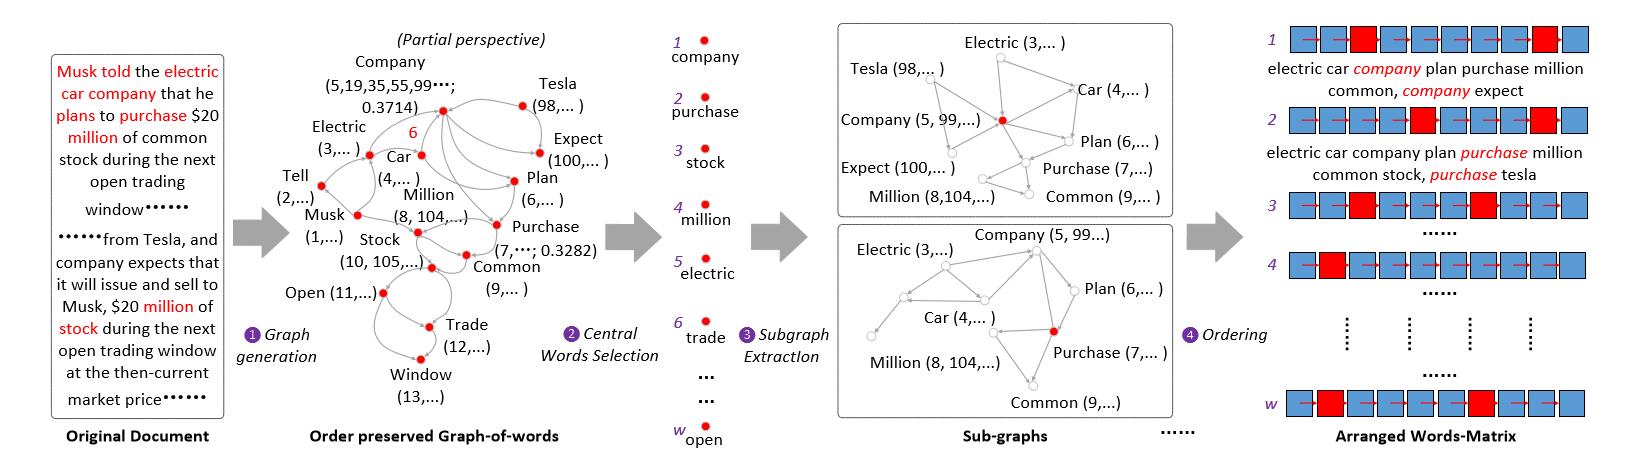 Musk told the electric
car company that he
plans to purchase $20
million of common
stock during the next
open trading
window••••••
••••••from Tesla, and
company expects that
it will issue and sell to
Musk, $20 million of
stock during the next
open trading window
at the then-current
market price••••••
Original Document
1 Graph
generation
(Partial perspective)
Company
(5,19,35,55,99···;
0.3714)
Tesla
(98,... )
6
Electric
(3,... )
Car
(4,... )
Expect
(100,... )
Tell
(2,...)
Plan
(6,... )
Million
(8, 104,...)
Musk
(1,...)
Purchase
(7,···; 0.3282)
Stock
(10, 105,...)
Common
(9,... )
Open (11,...)
Trade
(12,...)
Window
(13,...)
Order preserved Graph-of-words
2 Central
Words Selection
1
company
2
purchase
3
stock
4
million
5
electric
6
trade
...
...
w
open
3 Subgraph
Extraction
Electric (3,... )
Tesla (98,... )
Car (4,... )
Company (5, 99,...)
Plan (6,... )
Expect (100,... )
Purchase (7,...)
Million (8,104,...)
Common (9,... )
Company (5, 99...)
Electric (3,...)
Plan (6,... )
Car (4,... )
Million (8, 104,...)
Purchase (7,... )
Common (9,...)
Sub-graphs
......
4 Ordering
1
electric car company plan purchase million
common, company expect
2
electric car company plan purchase million
common stock, purchase tesla
3
......
4
......
......
w
Arranged Words-Matrix